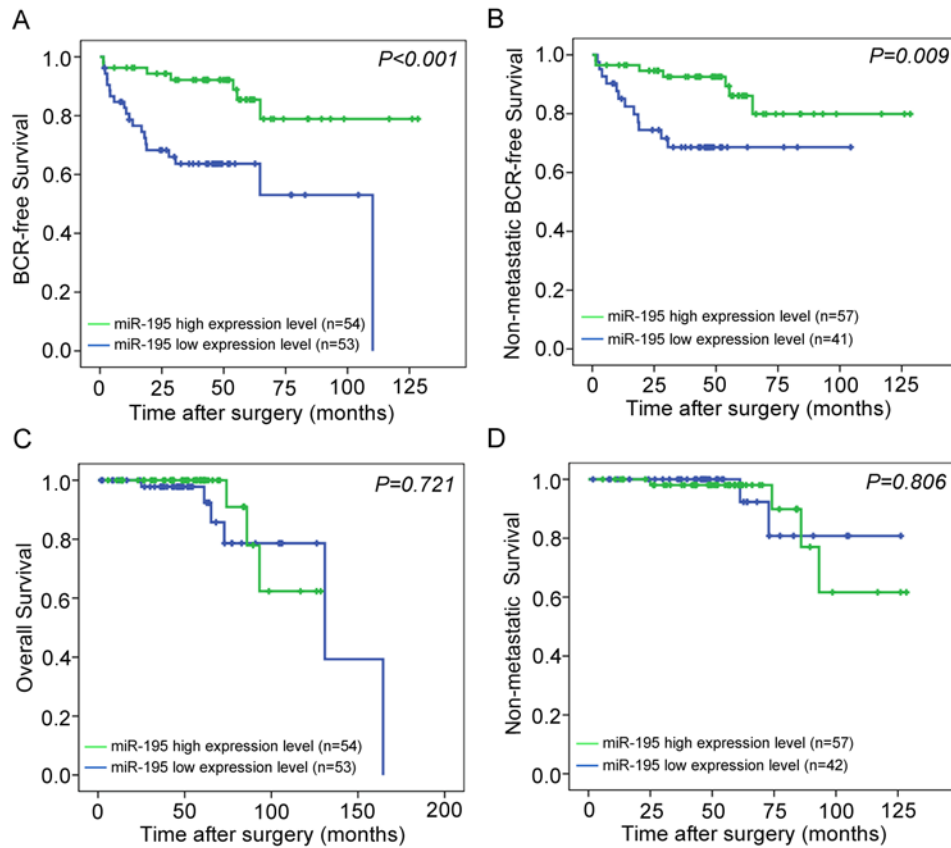 A
P<0.001
BCR-free Survival
1.0
0.8
0.6
0.4
0.2
0.0
miR-195 high expression level (n=54)
miR-195 low expression level (n=53)
0 25 50 75 100 125
Time after surgery (months)
B
P=0.009
Non-metastatic BCR-free Survival
1.0
0.8
0.6
0.4
0.2
0.0
miR-195 high expression level (n=57)
miR-195 low expression level (n=41)
0 25 50 75 100 125
Time after surgery (months)
C
P=0.721
Overall Survival
1.0
0.8
0.6
0.4
0.2
0.0
miR-195 high expression level (n=54)
miR-195 low expression level (n=53)
0 50 100 150 200
Time after surgery (months)
D
P=0.806
Non-metastatic Survival
1.0
0.8
0.6
0.4
0.2
0.0
miR-195 high expression level (n=57)
miR-195 low expression level (n=42)
0 25 50 75 100 125
Time after surgery (months)